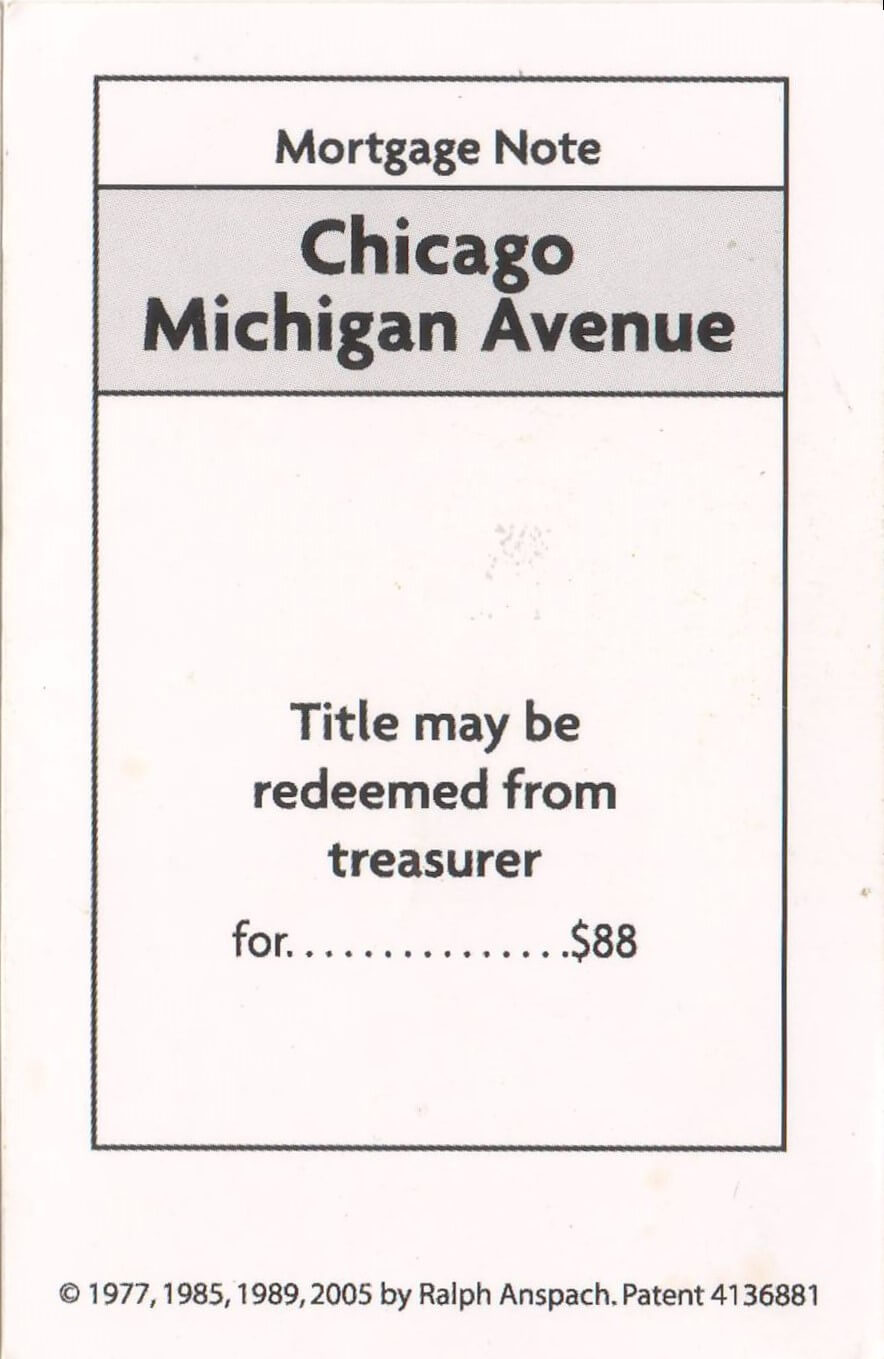 Mortgage Note
Chicago
Michigan Avenue
Title may be
redeemed from
treasurer
for...............$88
© 1977, 1985, 1989, 2005 by Ralph Anspach. Patent 4136881